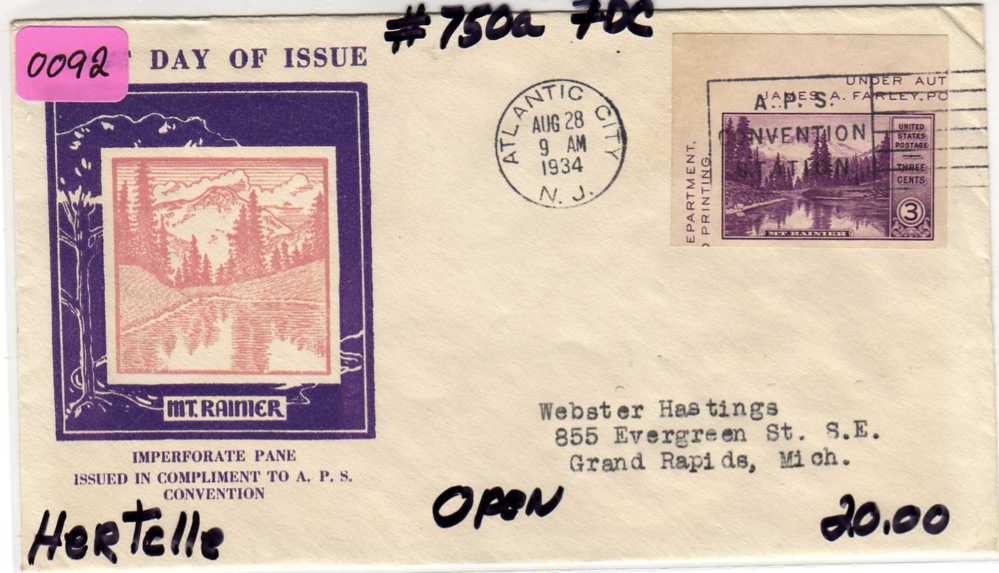 #750a FDC
0092
DAY OF ISSUE
ATLANTIC CITY
AUG 28
9 AM
1934
N. J.
UNDER AUT
JAMES A. FARLEY, PO
A. P. S.
CONVENTION
STATION
EPARTMENT,
PRINTING
UNITED
STATES
POSTAGE
THREE
CENTS
3
MT. RAINIER
MT. RAINIER
IMPERFORATE PANE
ISSUED IN COMPLIMENT TO A. P. S.
CONVENTION
Webster Hastings
855 Evergreen St. S.E.
Grand Rapids, Mich.
Hertelle
OPEN
20.00